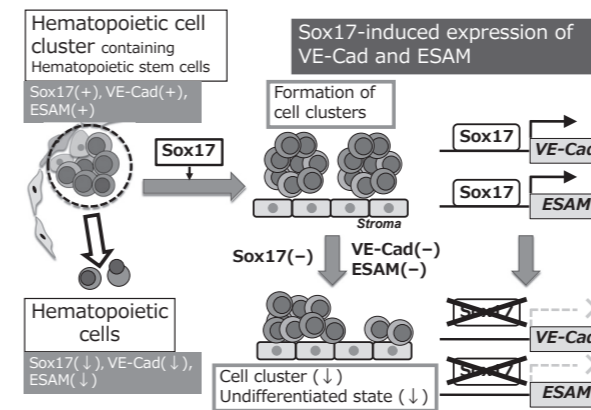 Hematopoietic cell
cluster containing
Hematopoietic stem cells
Sox17(+), VE-Cad(+),
ESAM(+)
Sox17-induced expression of
VE-Cad and ESAM
Formation of
cell clusters
Sox17
Sox17
VE-Cad
Sox17
ESAM
Stroma
Sox17(−)
VE-Cad(−)
ESAM(−)
Hematopoietic
cells
Sox17(↓), VE-Cad(↓),
ESAM(↓)
Cell cluster (↓)
Undifferentiated state (↓)
Sox17
VE-Cad
Sox17
ESAM